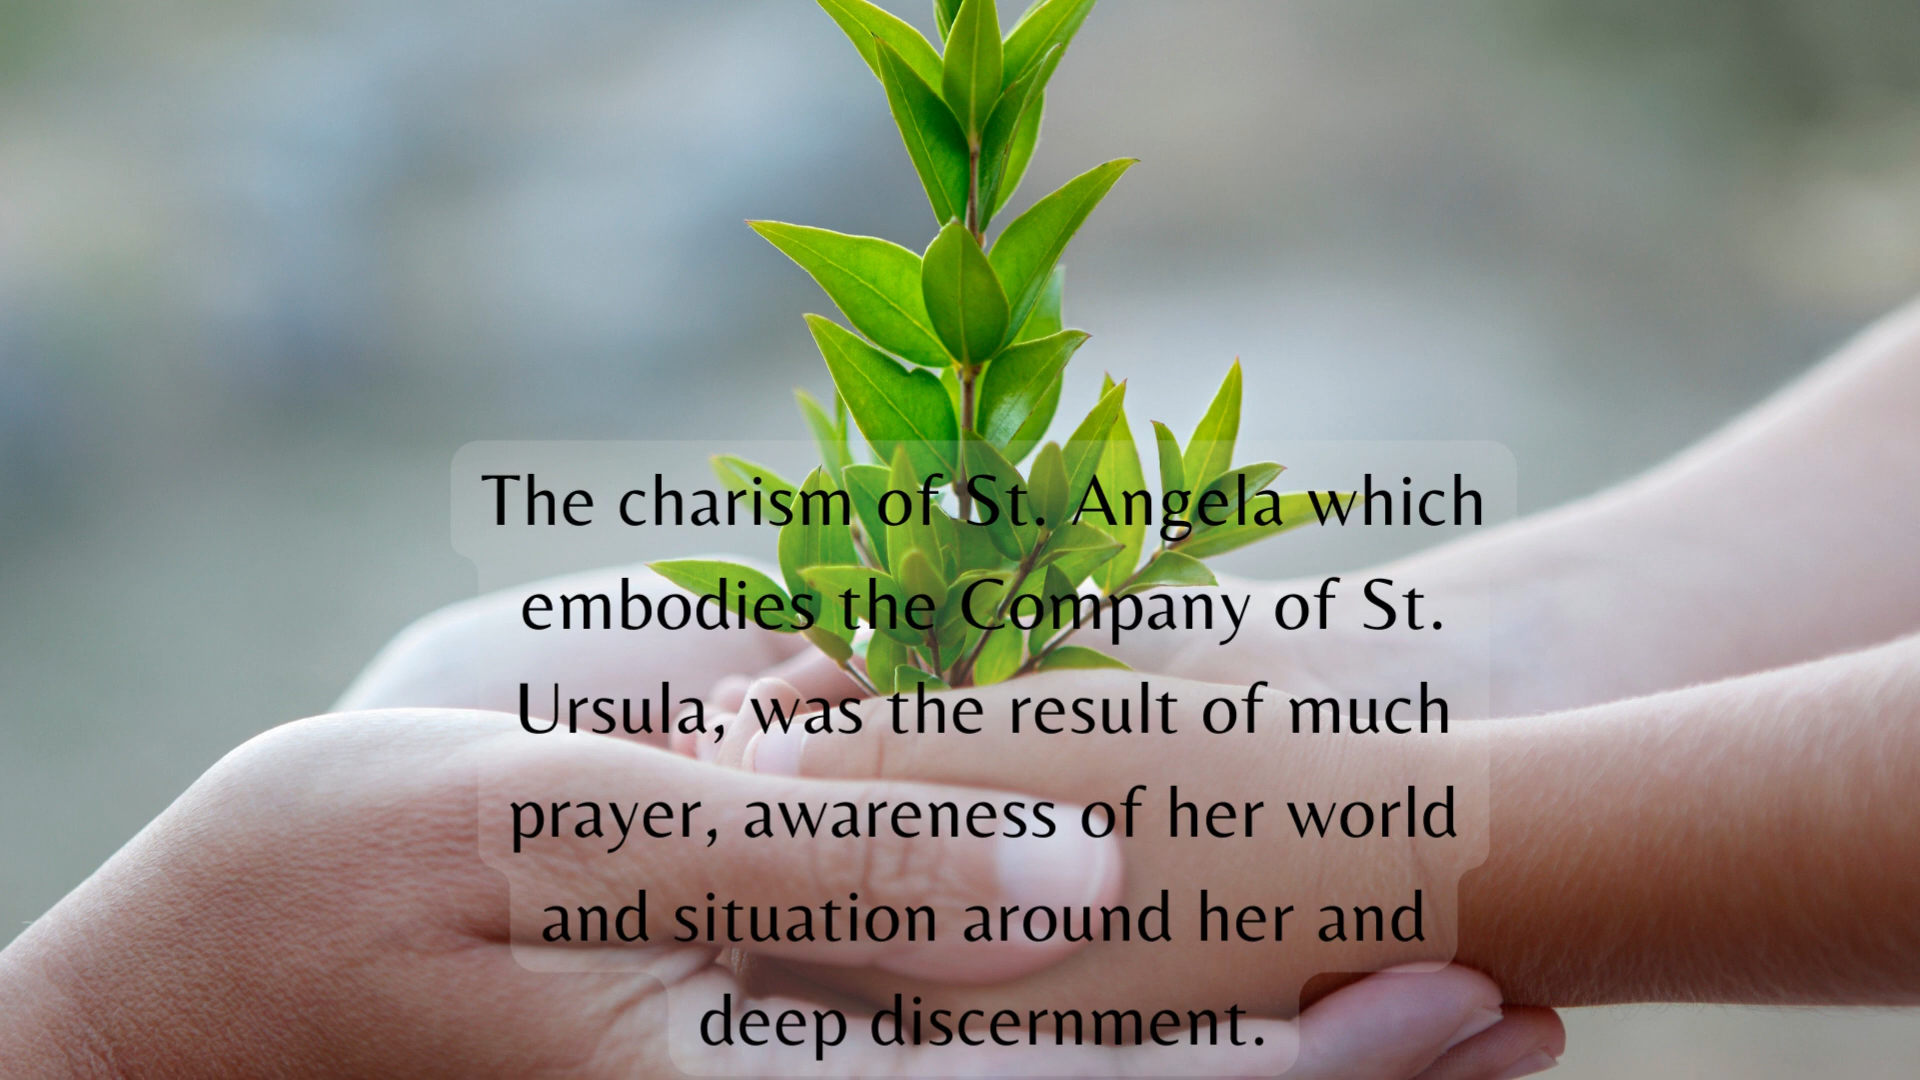 The charism of St. Angela which
embodies the Company of St.
Ursula, was the result of much
prayer, awareness of her world
and situation around her and
deep discernment.